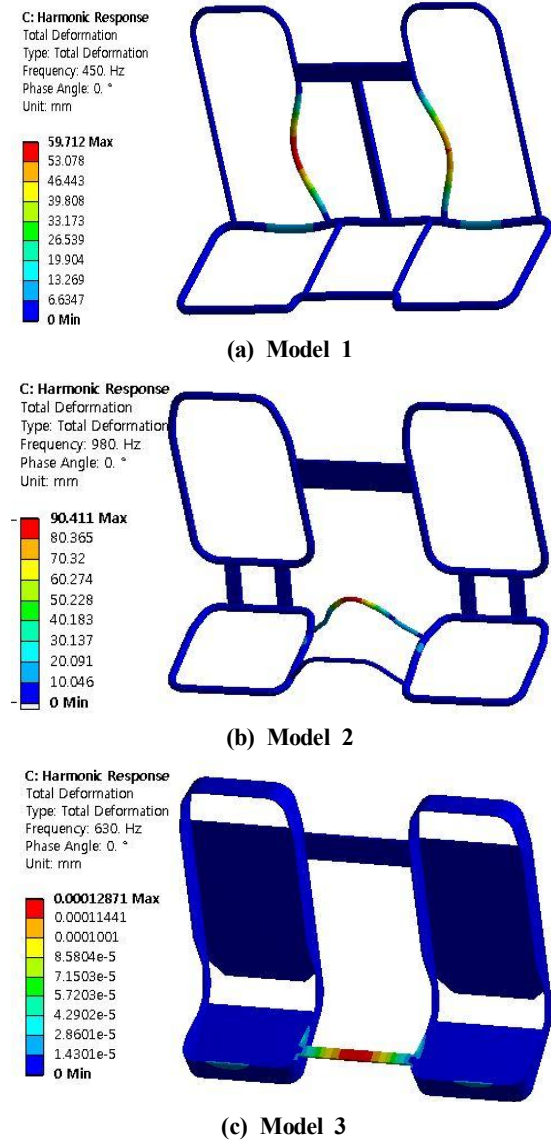 C: Harmonic Response
Total Deformation
Type: Total Deformation
Frequency: 450. Hz
Phase Angle: 0. °
Unit: mm
59.712 Max
53.078
46.443
39.808
33.173
26.539
19.904
13.269
6.6347
0 Min
(a) Model 1
C: Harmonic Response
Total Deformation
Type: Total Deformation
Frequency: 980. Hz
Phase Angle: 0. °
Unit: mm
90.411 Max
80.365
70.32
60.274
50.228
40.183
30.137
20.091
10.046
0 Min
(b) Model 2
C: Harmonic Response
Total Deformation
Type: Total Deformation
Frequency: 630. Hz
Phase Angle: 0. °
Unit: mm
0.00012871 Max
0.00011441
0.0001001
8.5804e-5
7.1503e-5
5.7203e-5
4.2902e-5
2.8601e-5
1.4301e-5
0 Min
(c) Model 3